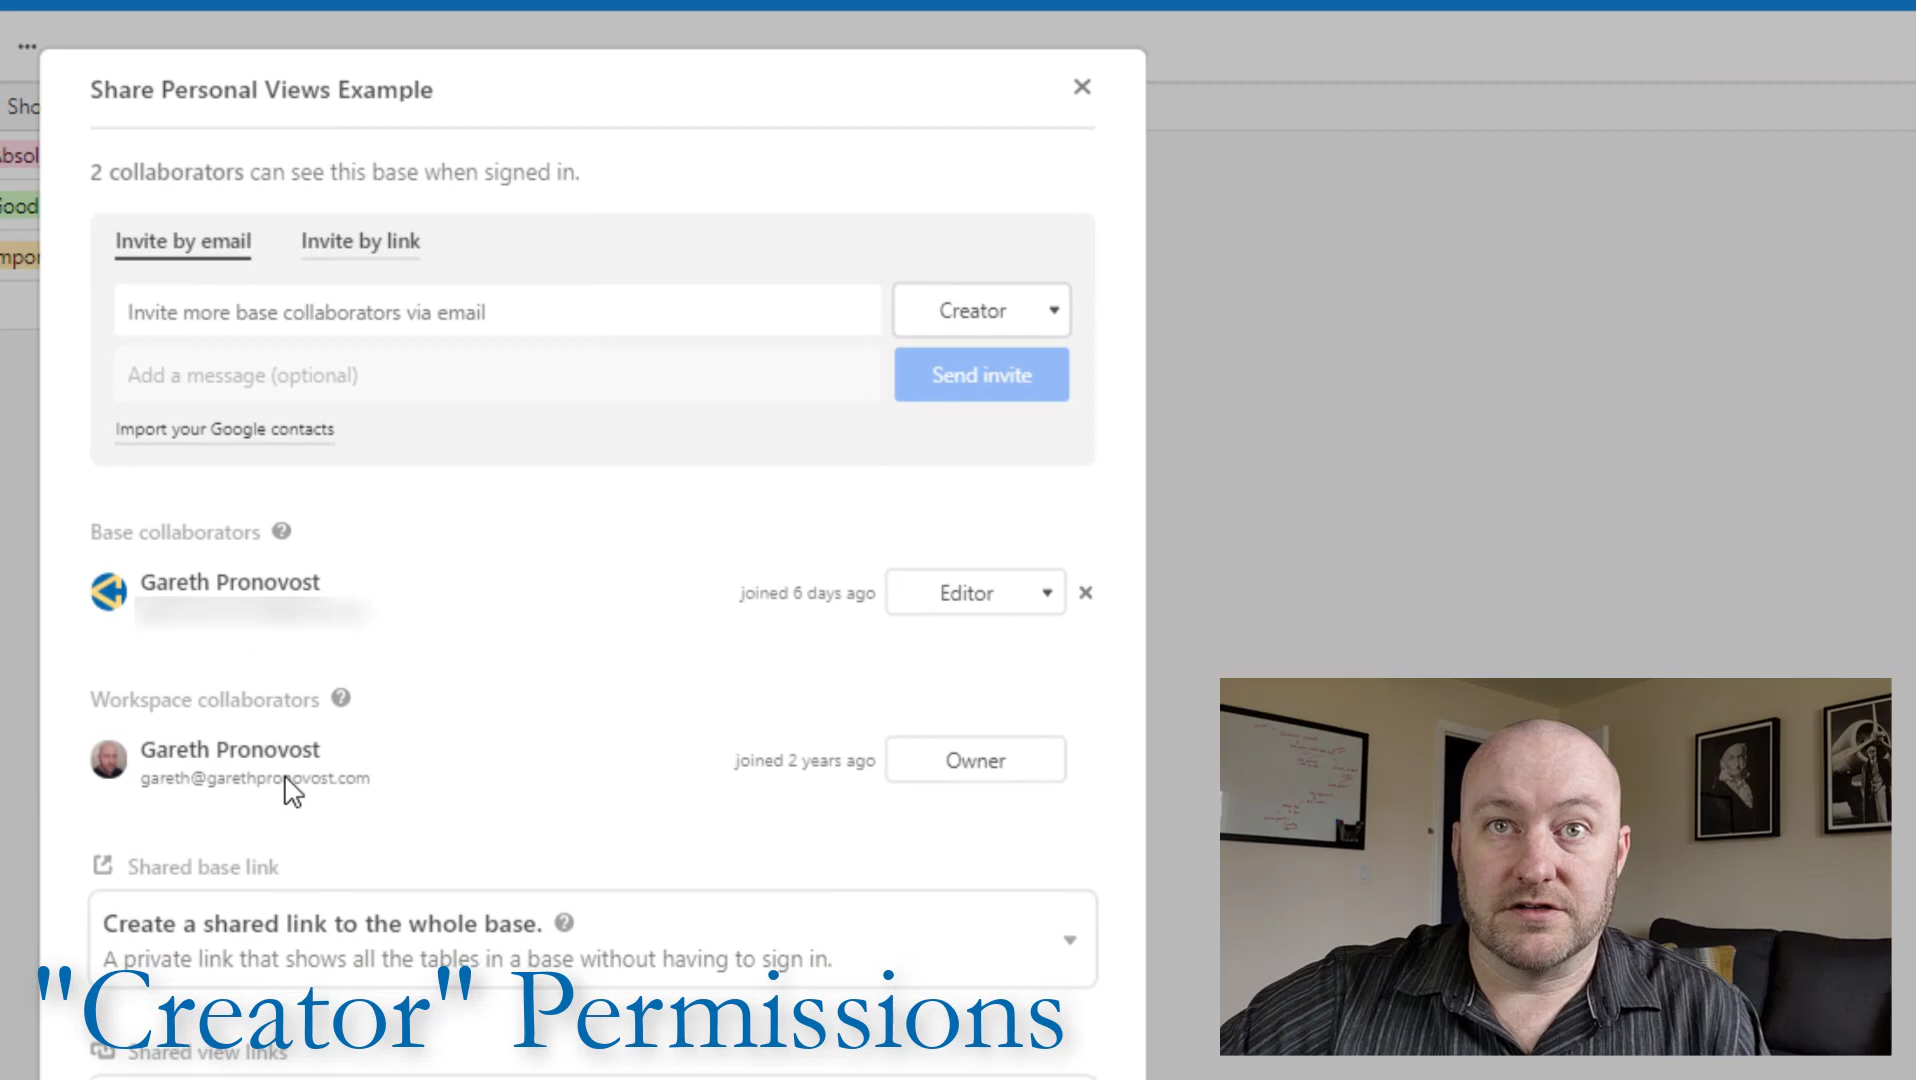 ...
Share Personal Views Example
Sho
Absol
Good
mpor
2 collaborators can see this base when signed in.
Invite by email
Invite by link
Invite more base collaborators via email
Creator
Add a message (optional)
Send invite
Import your Google contacts
Base collaborators
Gareth Pronovost
joined 6 days ago
Editor
Workspace collaborators
Gareth Pronovost
gareth@garethpronovost.com
joined 2 years ago
Owner
Shared base link
Create a shared link to the whole base.
A private link that shows all the tables in a base without having to sign in.
"Creator" Permissions
Shared view links